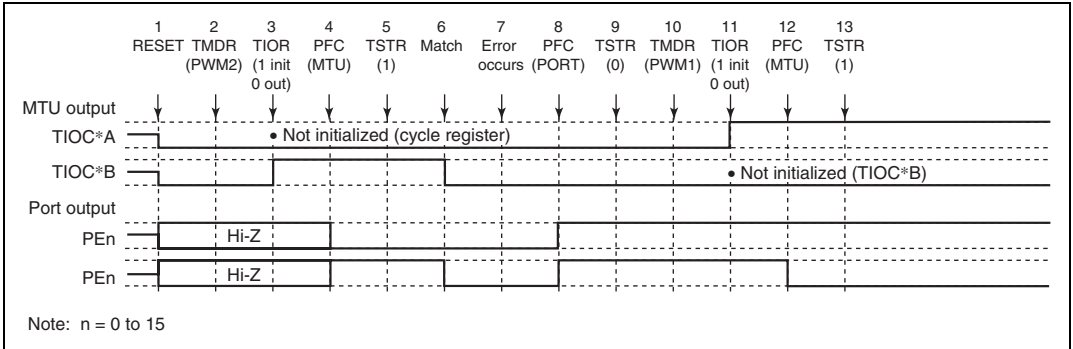 1 2 3 4 5 6 7 8 9 10 11 12 13
RESET TMDR TIOR PFC TSTR Match Error PFC TSTR TMDR TIOR PFC TSTR
(PWM2) (1 init (MTU) (1) occurs (PORT) (0) (PWM1) (1 init (MTU) (1)
0 out) 0 out)
MTU output
TIOC*A • Not initialized (cycle register)
TIOC*B • Not initialized (TIOC*B)
Port output
PEn Hi-Z
PEn Hi-Z
Note: n = 0 to 15